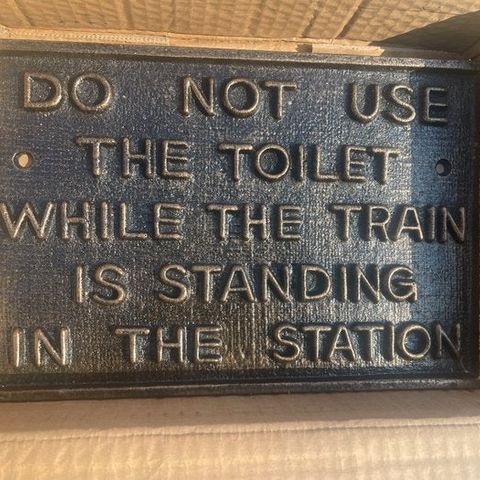 DO NOT USE
THE TOILET
WHILE THE TRAIN
IS STANDING
IN THE STATION